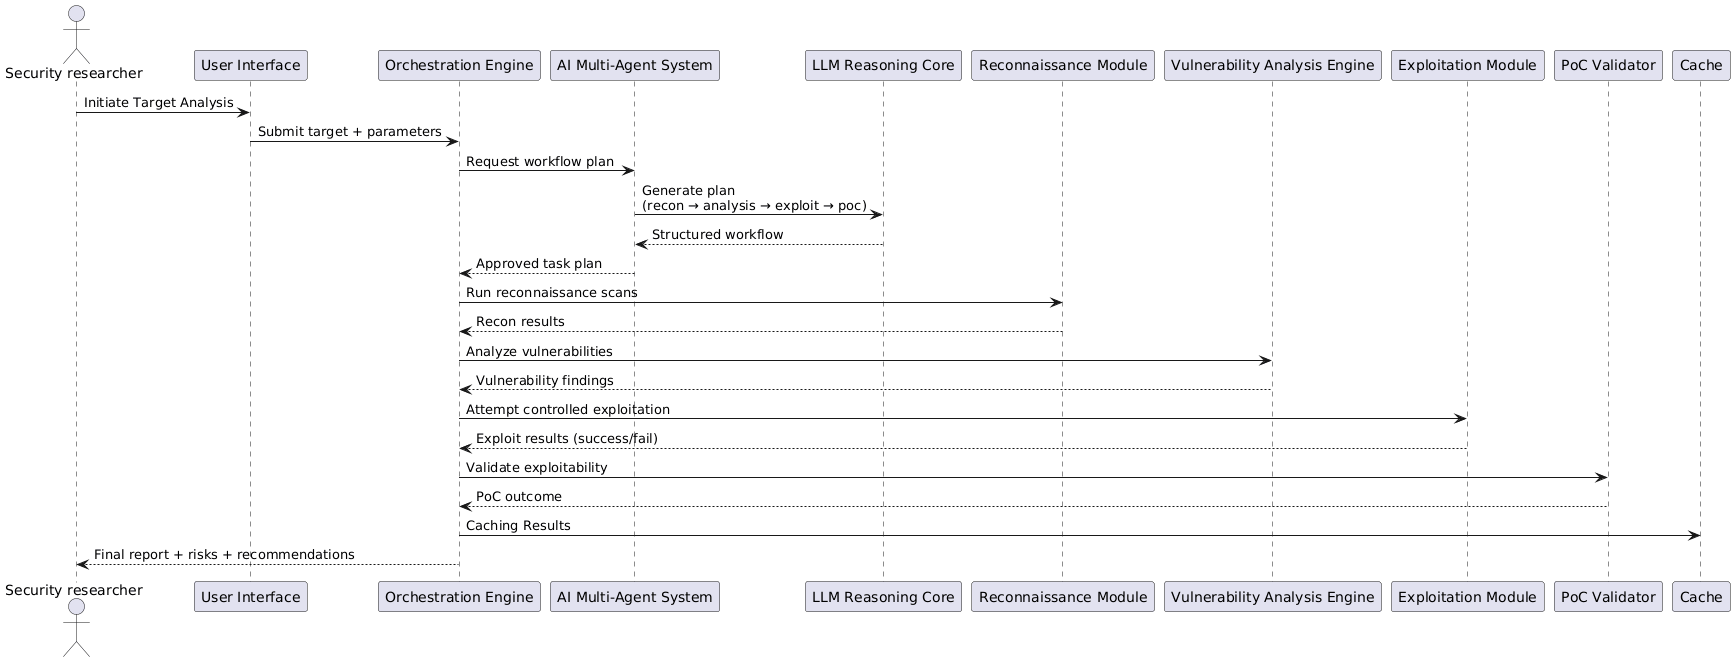 Security researcher
User Interface
Orchestration Engine
AI Multi-Agent System
LLM Reasoning Core
Reconnaissance Module
Vulnerability Analysis Engine
Exploitation Module
PoC Validator
Cache
Initiate Target Analysis
Submit target + parameters
Request workflow plan
Generate plan
(recon → analysis → exploit → poc)
Structured workflow
Approved task plan
Run reconnaissance scans
Recon results
Analyze vulnerabilities
Vulnerability findings
Attempt controlled exploitation
Exploit results (success/fail)
Validate exploitability
PoC outcome
Caching Results
Final report + risks + recommendations
Security researcher
User Interface
Orchestration Engine
AI Multi-Agent System
LLM Reasoning Core
Reconnaissance Module
Vulnerability Analysis Engine
Exploitation Module
PoC Validator
Cache